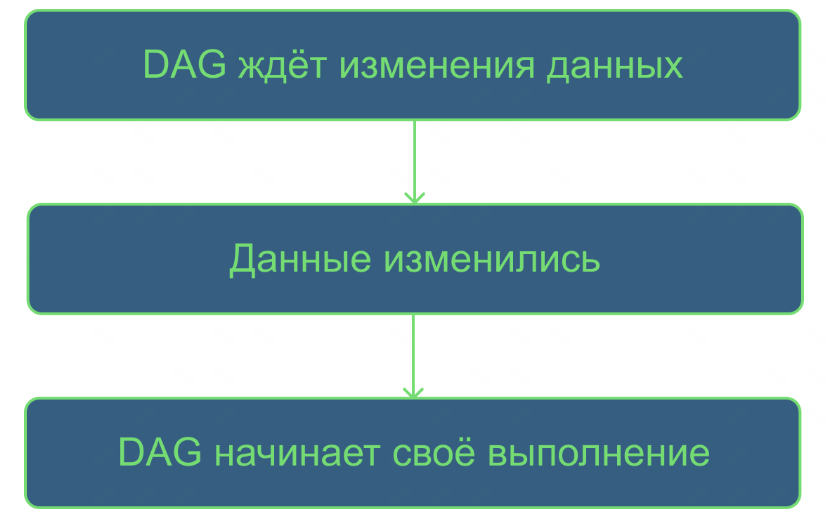 DAG ждёт изменения данных
Данные изменились
DAG начинает своё выполнение